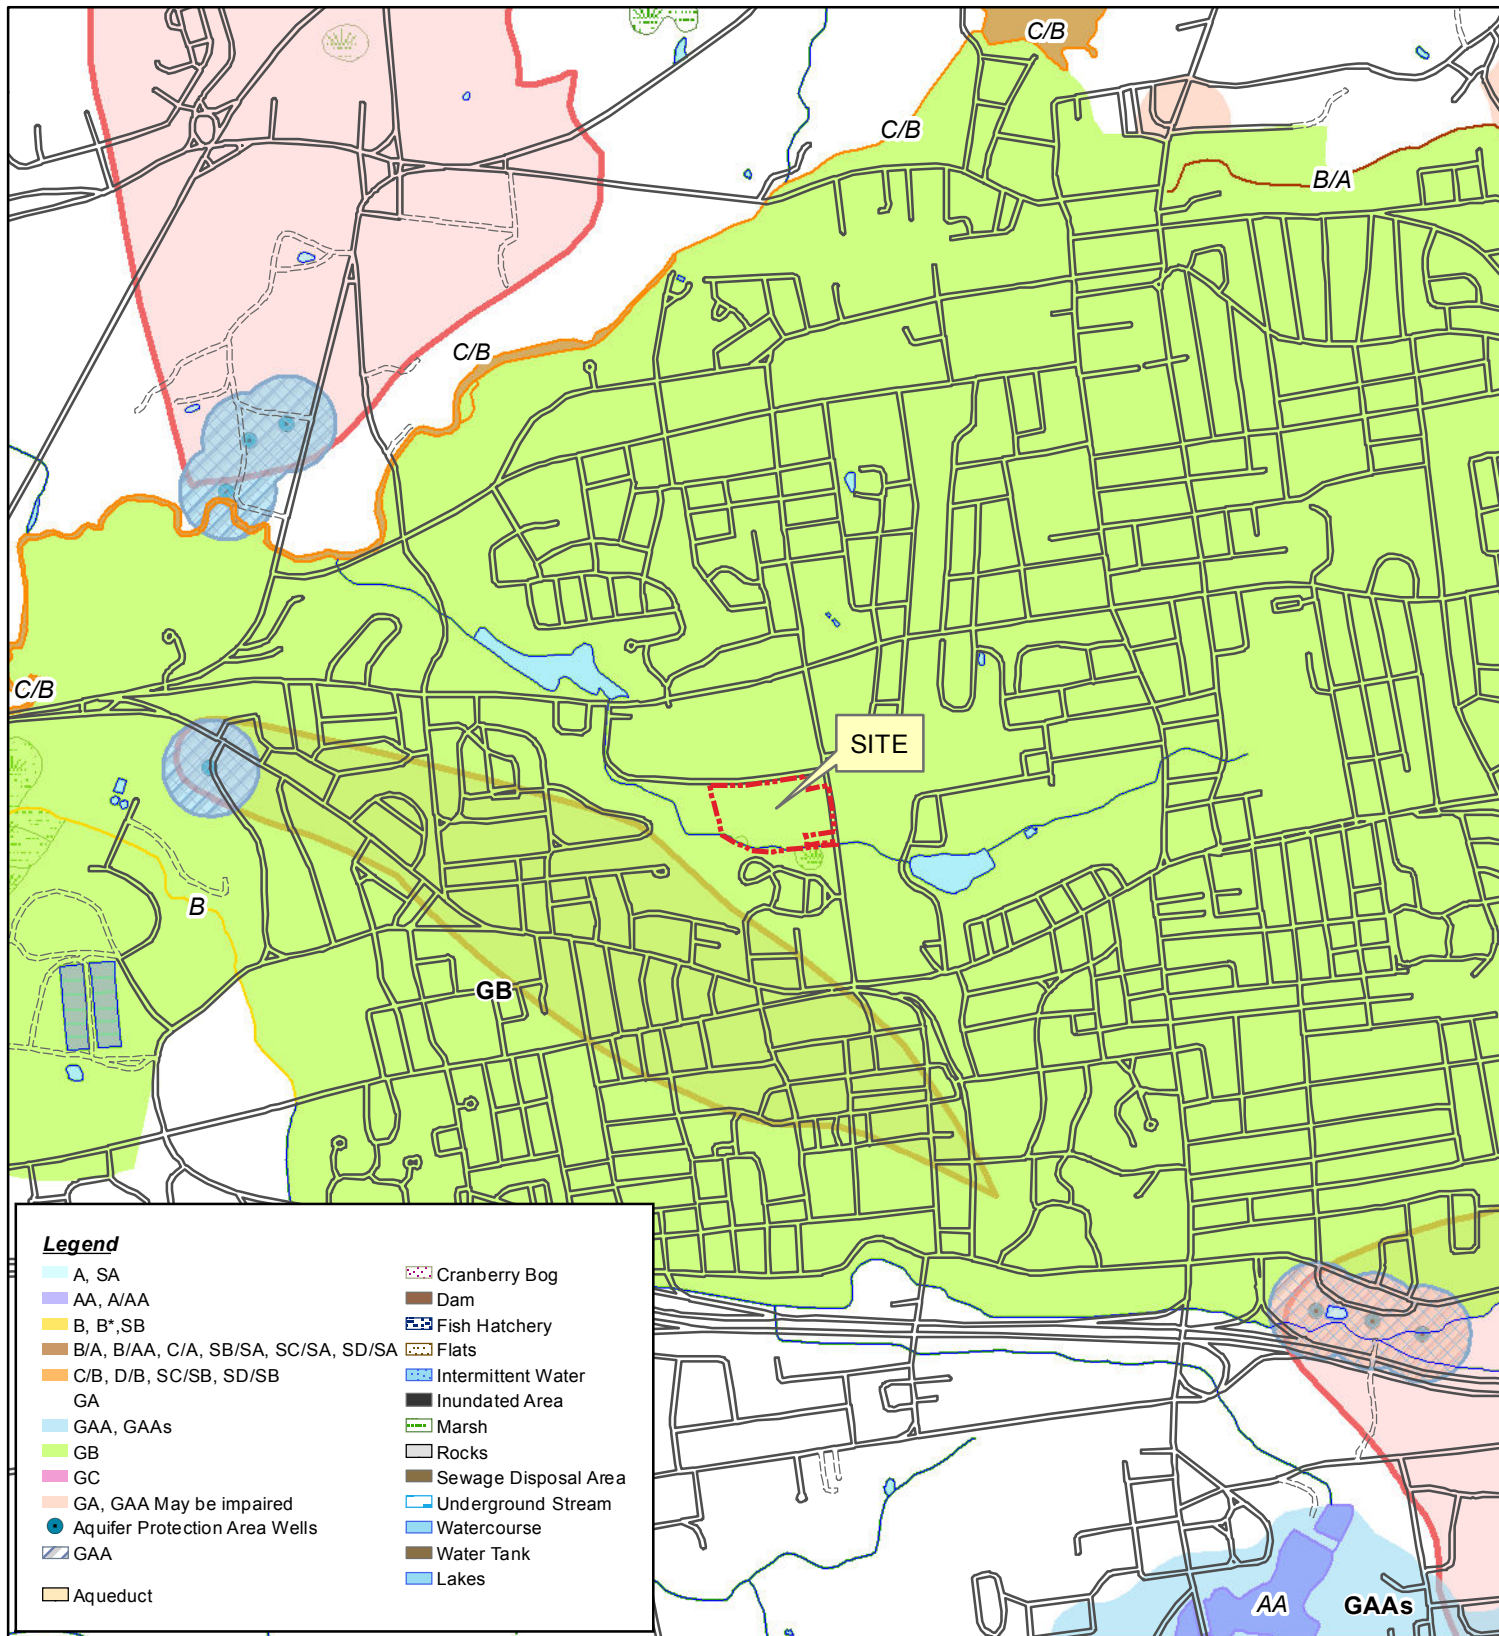 C/B
C/B
B/A
C/B
C/B
SITE
B
GB
Legend
A, SA
AA, A/AA
B, B*,SB
B/A, B/AA, C/A, SB/SA, SC/SA, SD/SA
C/B, D/B, SC/SB, SD/SB
GA
GAA, GAAs
GB
GC
GA, GAA May be impaired
Aquifer Protection Area Wells
GAA
Aqueduct
Cranberry Bog
Dam
Fish Hatchery
Flats
Intermittent Water
Inundated Area
Marsh
Rocks
Sewage Disposal Area
Underground Stream
Watercourse
Water Tank
Lakes
AA
GAAs